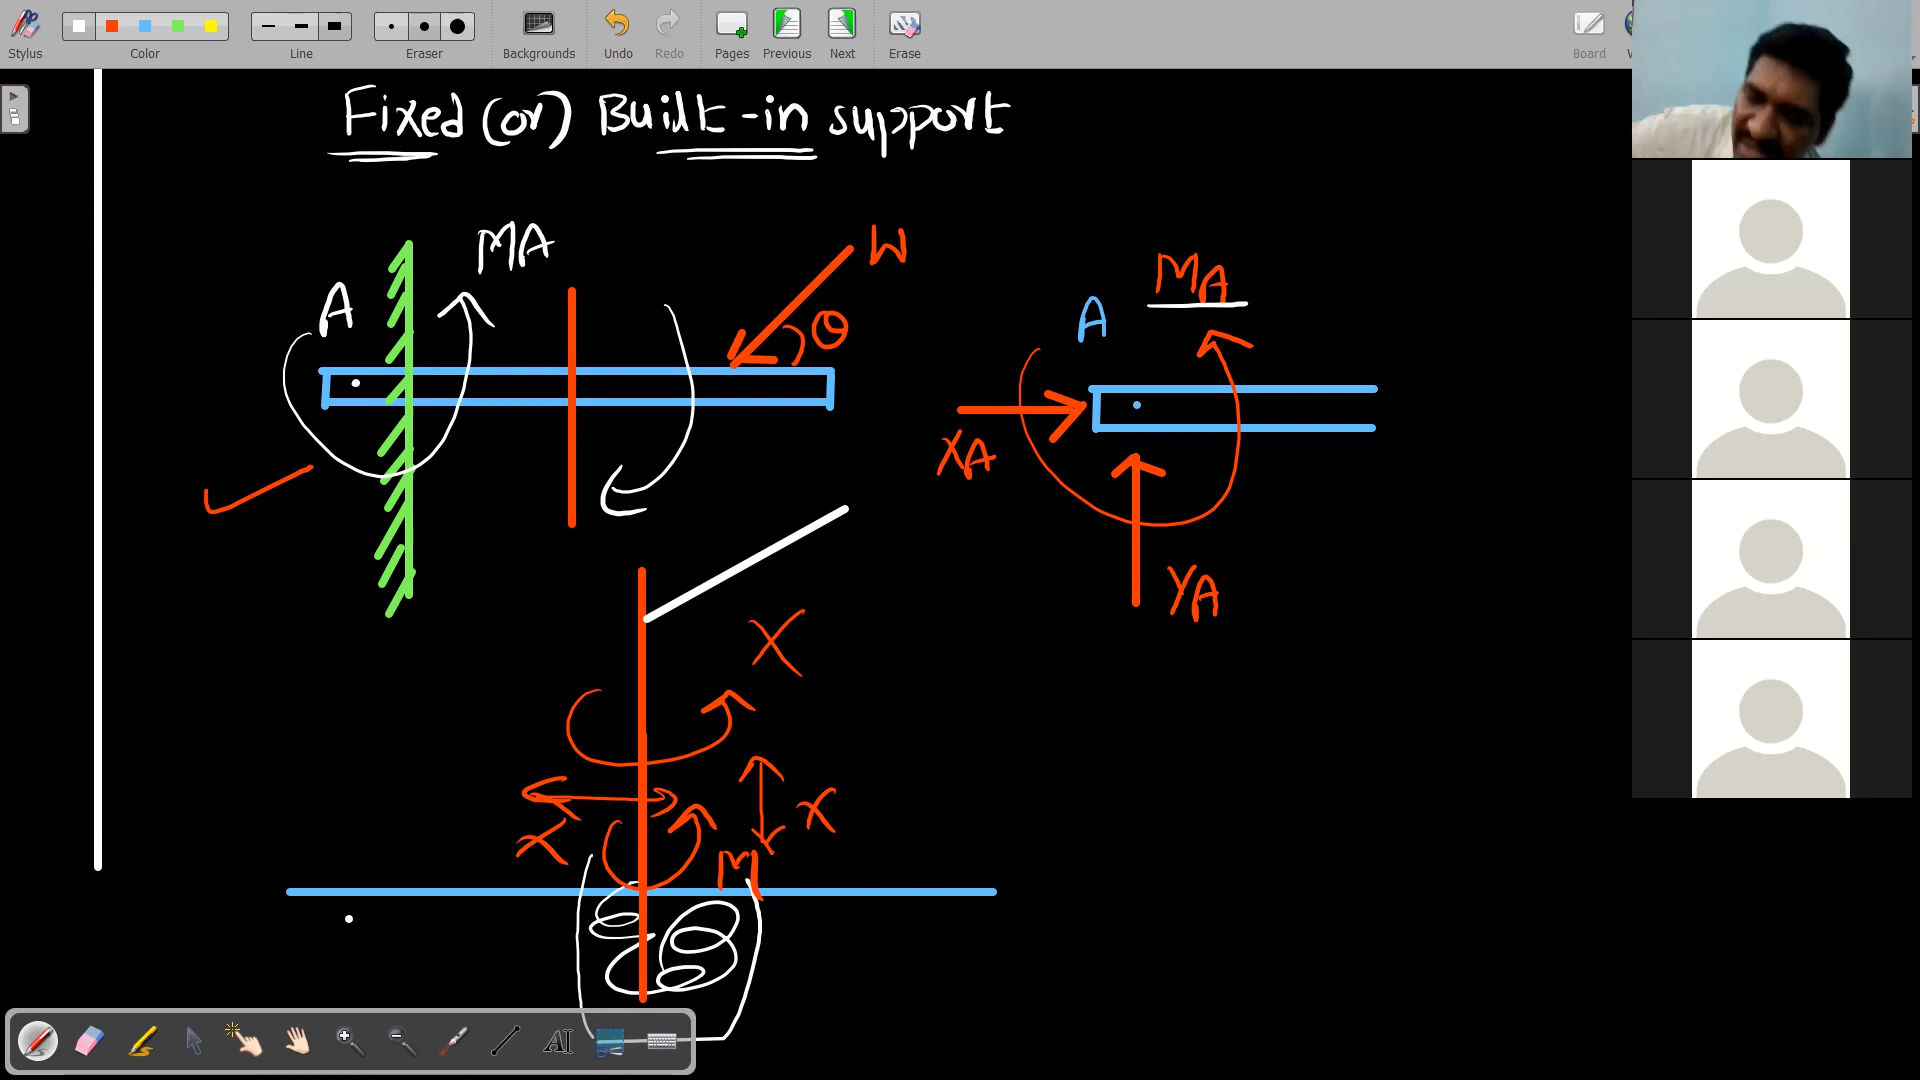 Stylus Color Line Eraser Backgrounds Undo Redo Pages Previous Next Erase Board
Fixed (or) Built-in support
MA W MA
A θ A
XA
YA
X
X X
M
AI